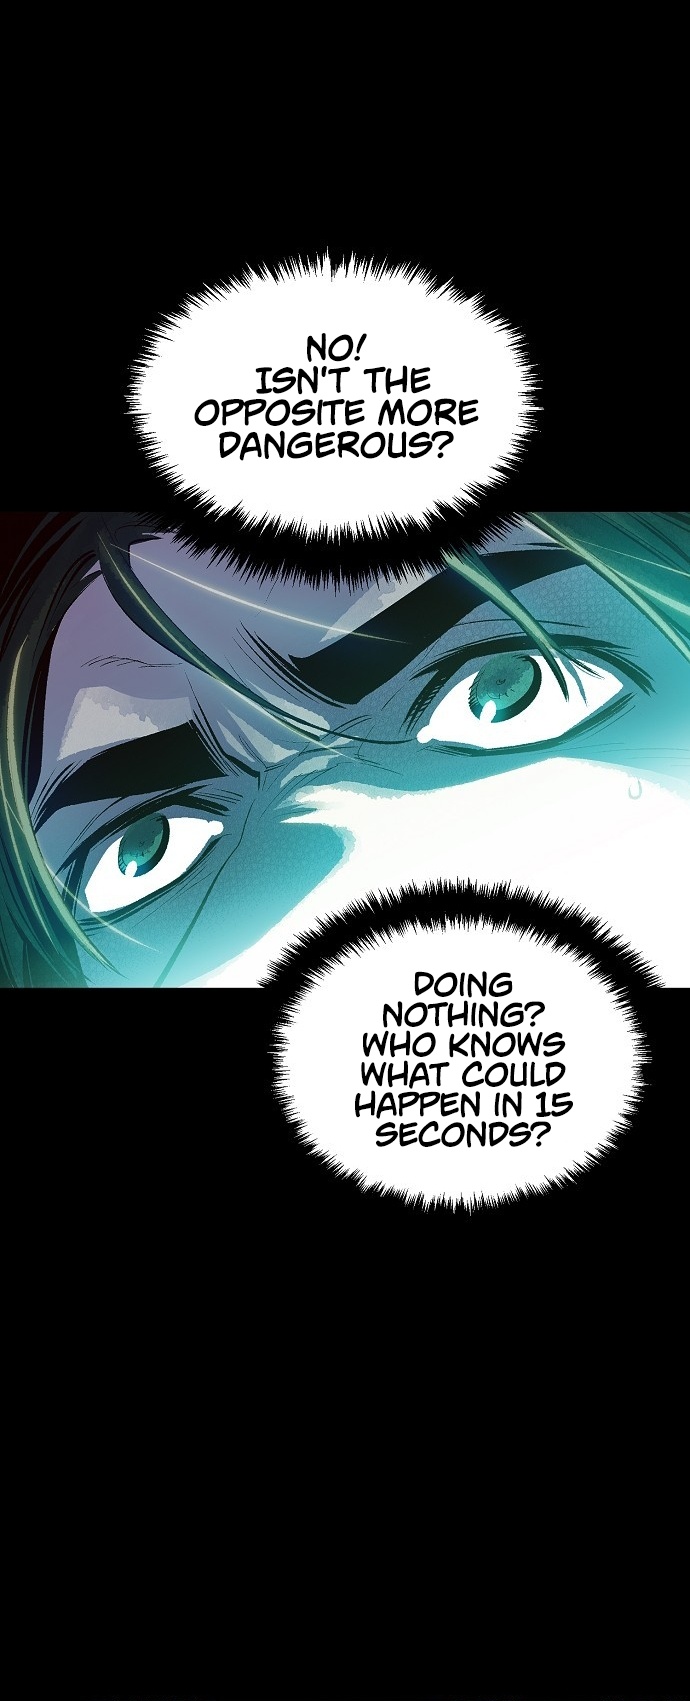 NO!
ISN'T THE
OPPOSITE MORE
DANGEROUS?
DOING
NOTHING?
WHO KNOWS
WHAT COULD
HAPPEN IN 15
SECONDS?